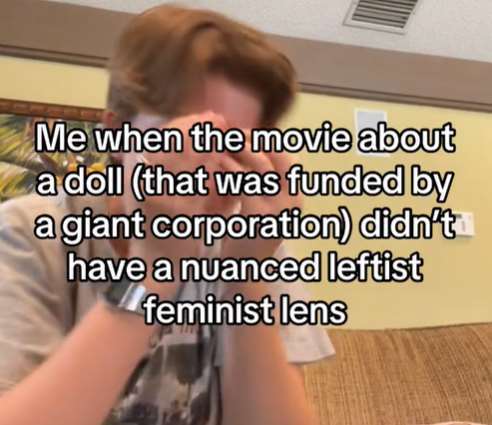 Me when the movie about
a doll (that was funded by
a giant corporation) didn't
have a nuanced leftist
feminist lens